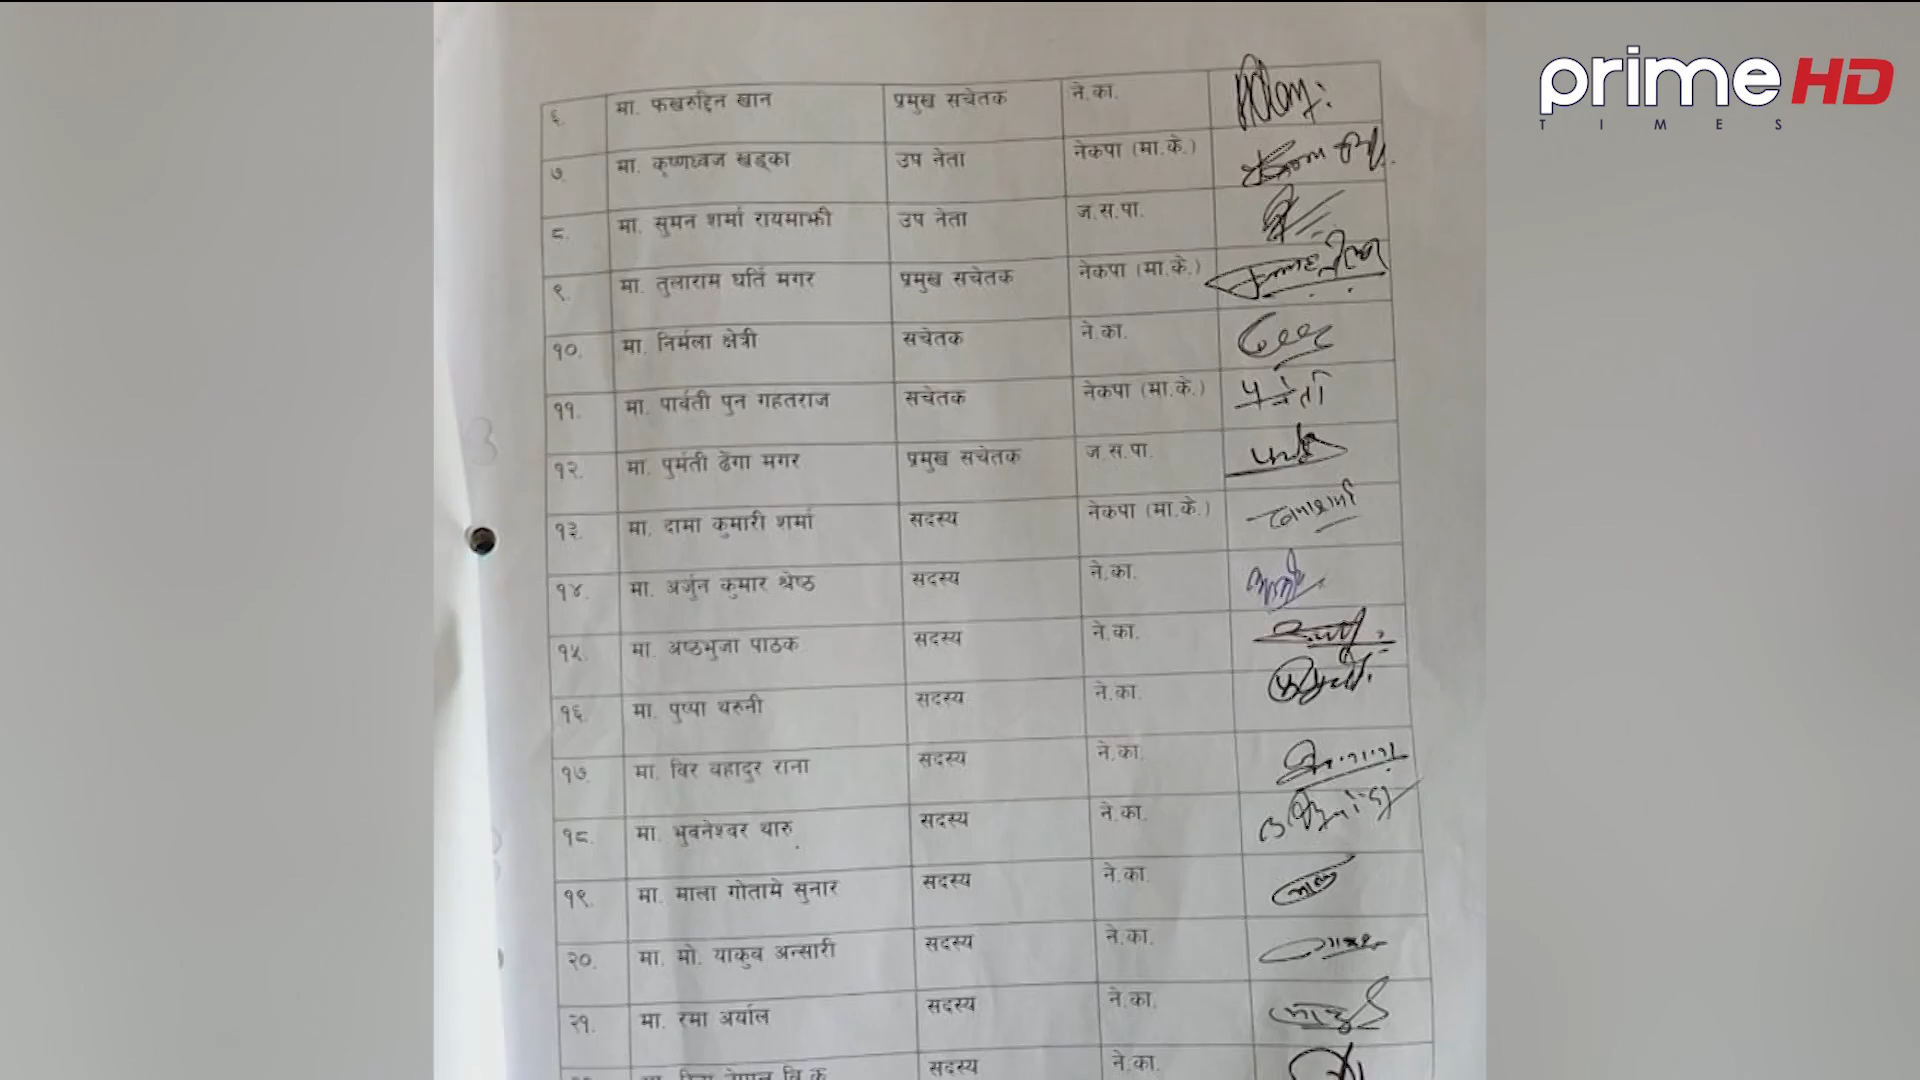 prime HD
TIMES
६. मा. फखरुद्दिन खान प्रमुख सचेतक ने.का.
७. मा. कृष्णध्वज खड्का उप नेता नेकपा (मा.के.)
८. मा. सुमन शर्मा रायमाझी उप नेता ज.स.पा.
९. मा. तुलाराम घर्ति मगर प्रमुख सचेतक नेकपा (मा.के.)
१०. मा. निर्मला क्षेत्री सचेतक ने.का.
११. मा. पार्वती पुन गहतराज सचेतक नेकपा (मा.के.)
१२. मा. पुमंती ढेंगा मगर प्रमुख सचेतक ज.स.पा.
१३. मा. दामा कुमारी शर्मा सदस्य नेकपा (मा.के.)
१४. मा. अर्जुन कुमार श्रेष्ठ सदस्य ने.का.
१५. मा. अष्ठभुजा पाठक सदस्य ने.का.
१६. मा. पुष्पा थरुनी सदस्य ने.का.
१७. मा. विर वहादुर राना सदस्य ने.का.
१८. मा. भुवनेश्वर थारु सदस्य ने.का.
१९. मा. माला गोतामे सुनार सदस्य ने.का.
२०. मा. मो. याकुव अन्सारी सदस्य ने.का.
२१. मा. रमा अर्याल सदस्य ने.का.
सदस्य ने.का.